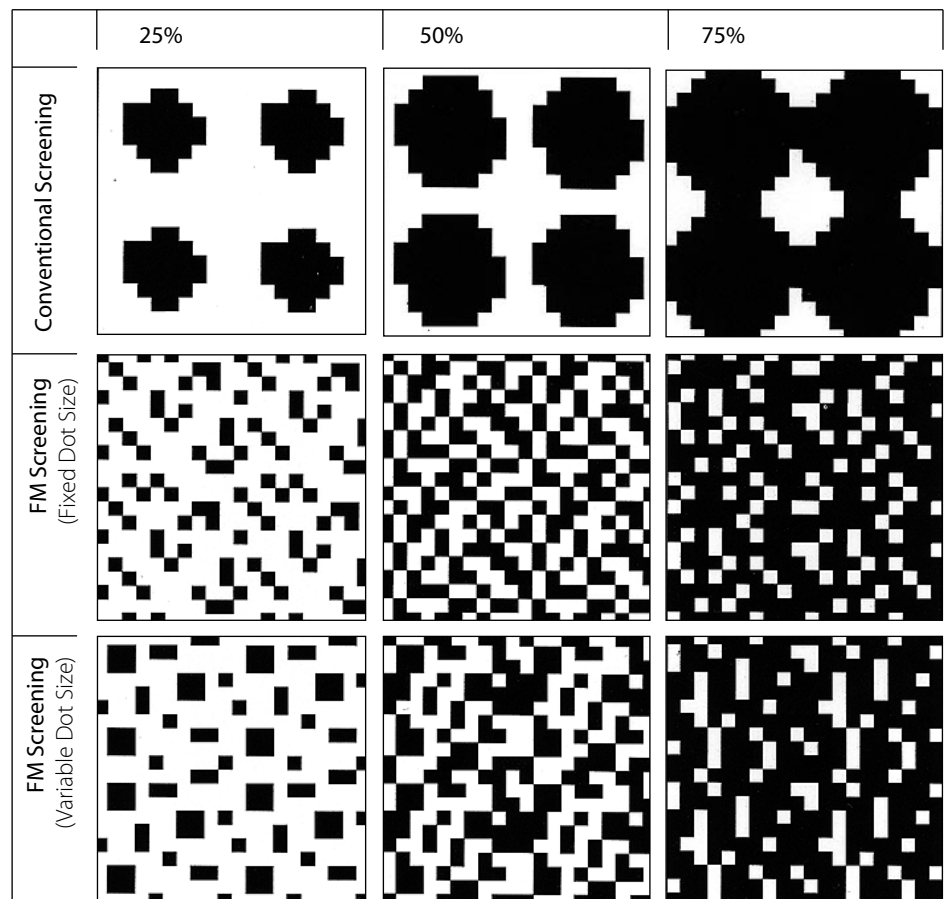 25%
50%
75%
Conventional Screening
FM Screening
(Fixed Dot Size)
FM Screening
(Variable Dot Size)